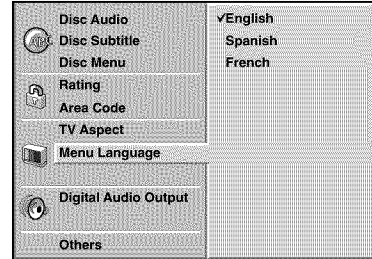 Disc Audio
Disc Subtitle
Disc Menu
Rating
Area Code
TV Aspect
Menu Language
Digital Audio Output
Others
✓English
Spanish
French
ABC